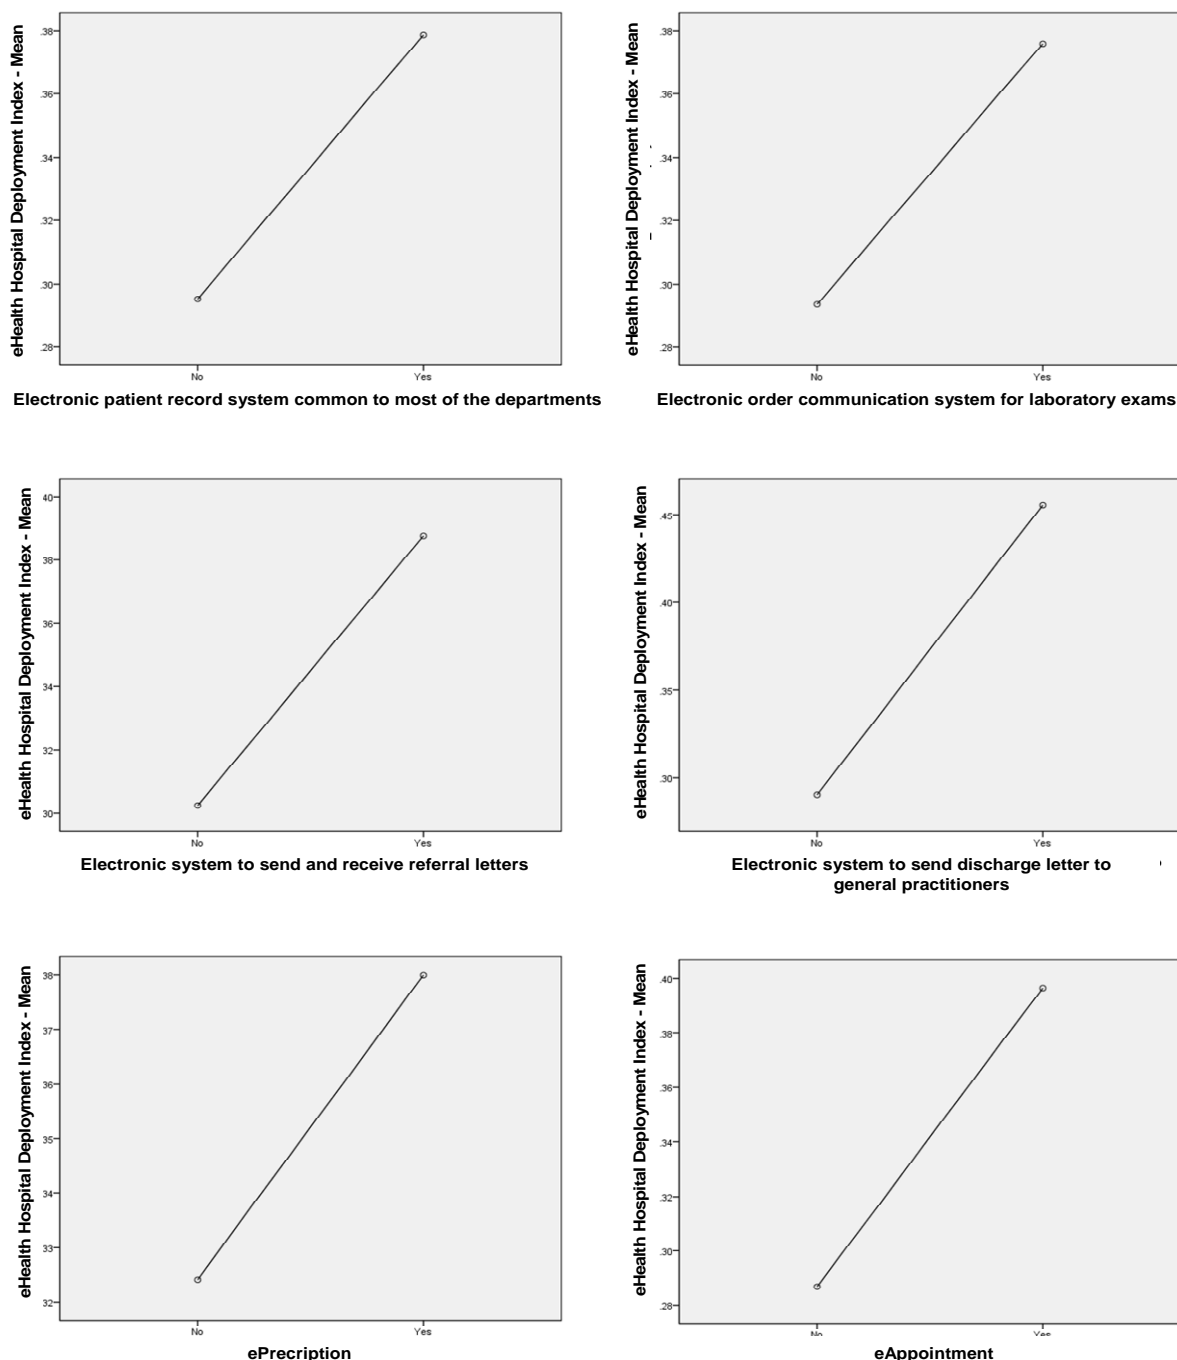 eHealth Hospital Deployment Index - Mean
.38
.36
.34
.32
.30
.28
No Yes
Electronic patient record system common to most of the departments
eHealth Hospital Deployment Index - Mean
.38
.36
.34
.32
.30
.28
No Yes
Electronic order communication system for laboratory exams
eHealth Hospital Deployment Index - Mean
40
38
36
34
32
30
No Yes
Electronic system to send and receive referral letters
eHealth Hospital Deployment Index - Mean
.45
.40
.35
.30
No Yes
Electronic system to send discharge letter to
general practitioners
eHealth Hospital Deployment Index - Mean
38
37
36
35
34
33
32
No Yes
ePrecription
eHealth Hospital Deployment Index - Mean
.40
.38
.36
.34
.32
.30
.28
No Yes
eAppointment